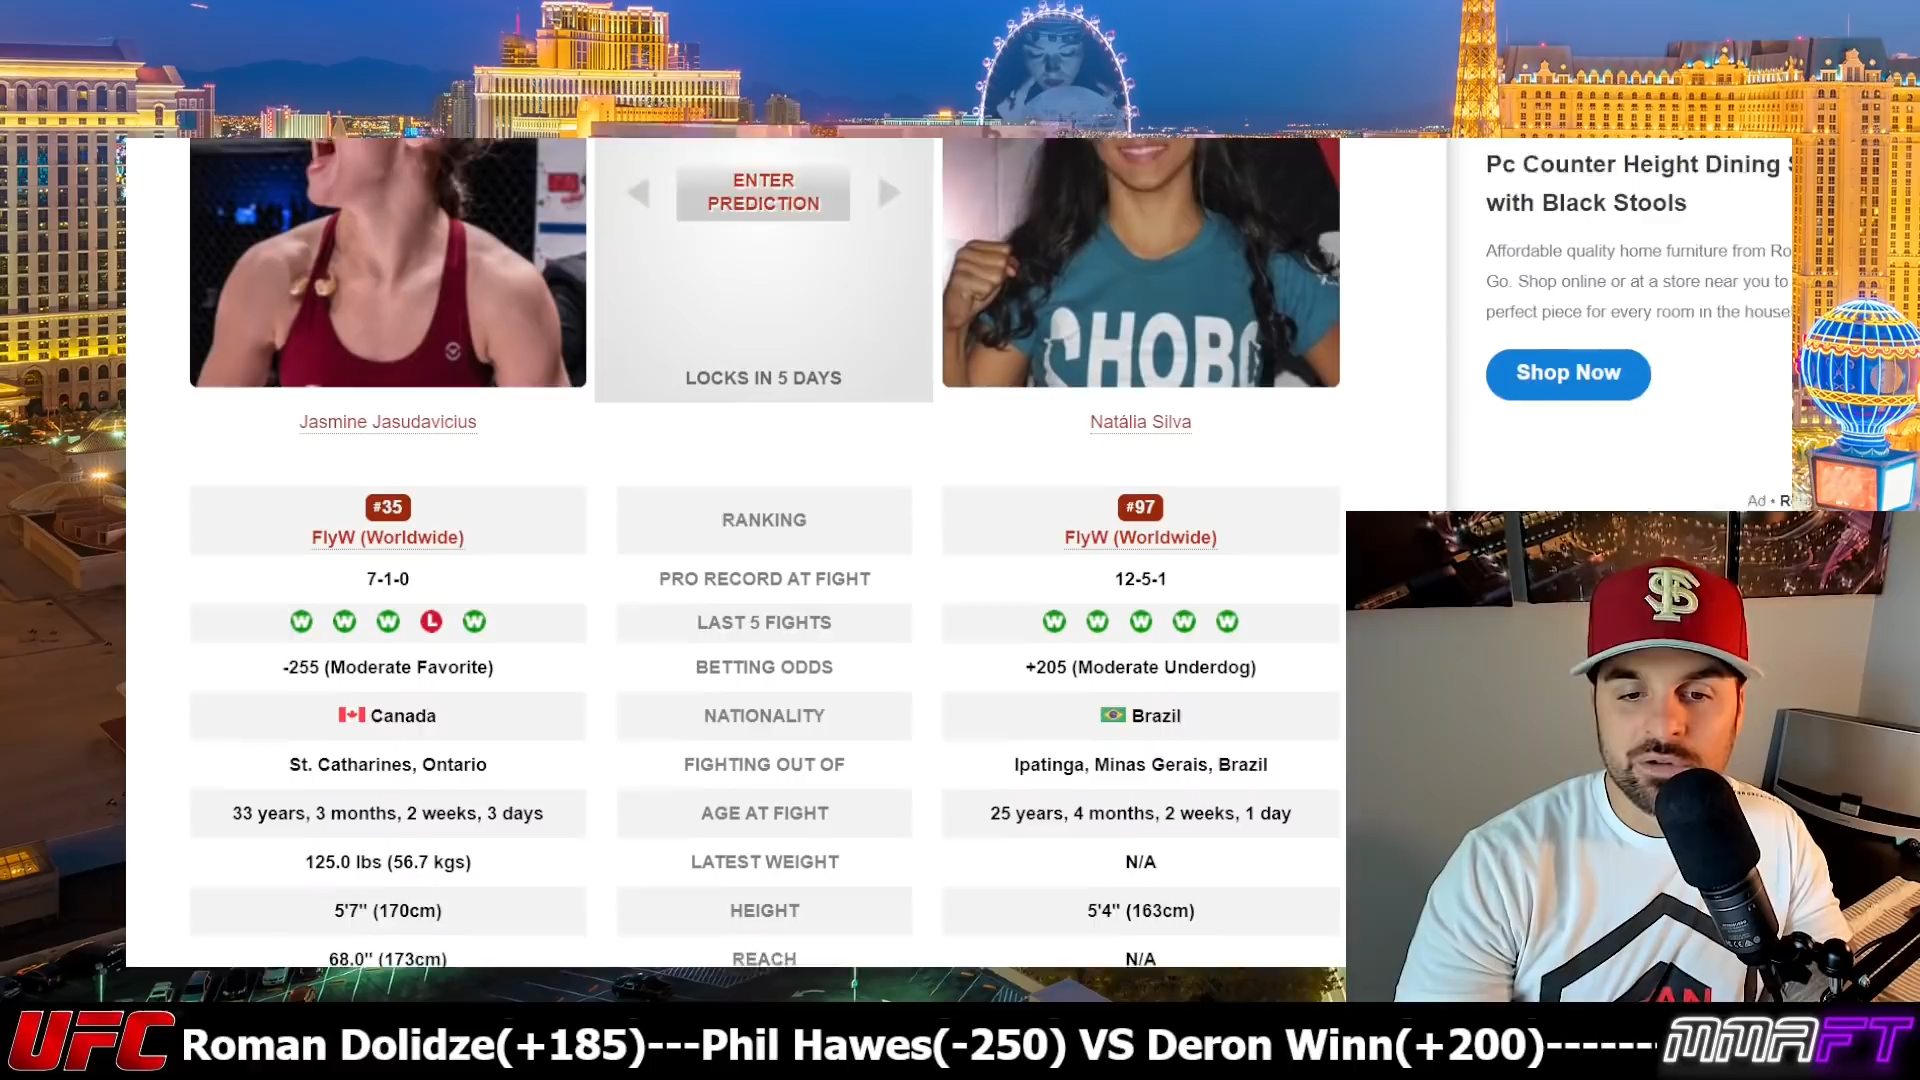 Pc Counter Height Dining
with Black Stools
Affordable quality home furniture from Ro
Go. Shop online or at a store near you to
perfect piece for every room in the house
Shop Now
Ad •
ENTER
PREDICTION
LOCKS IN 5 DAYS
CHOBO
Jasmine Jasudavicius
Natália Silva
#35
FlyW (Worldwide)
RANKING
#97
FlyW (Worldwide)
7-1-0
PRO RECORD AT FIGHT
12-5-1
W W W L W
LAST 5 FIGHTS
W W W W W
-255 (Moderate Favorite)
BETTING ODDS
+205 (Moderate Underdog)
Canada
NATIONALITY
Brazil
St. Catharines, Ontario
FIGHTING OUT OF
Ipatinga, Minas Gerais, Brazil
33 years, 3 months, 2 weeks, 3 days
AGE AT FIGHT
25 years, 4 months, 2 weeks, 1 day
125.0 lbs (56.7 kgs)
LATEST WEIGHT
N/A
5'7" (170cm)
HEIGHT
5'4" (163cm)
68.0" (173cm)
REACH
N/A
UFC Roman Dolidze(+185)---Phil Hawes(-250) VS Deron Winn(+200)------- MMAFT